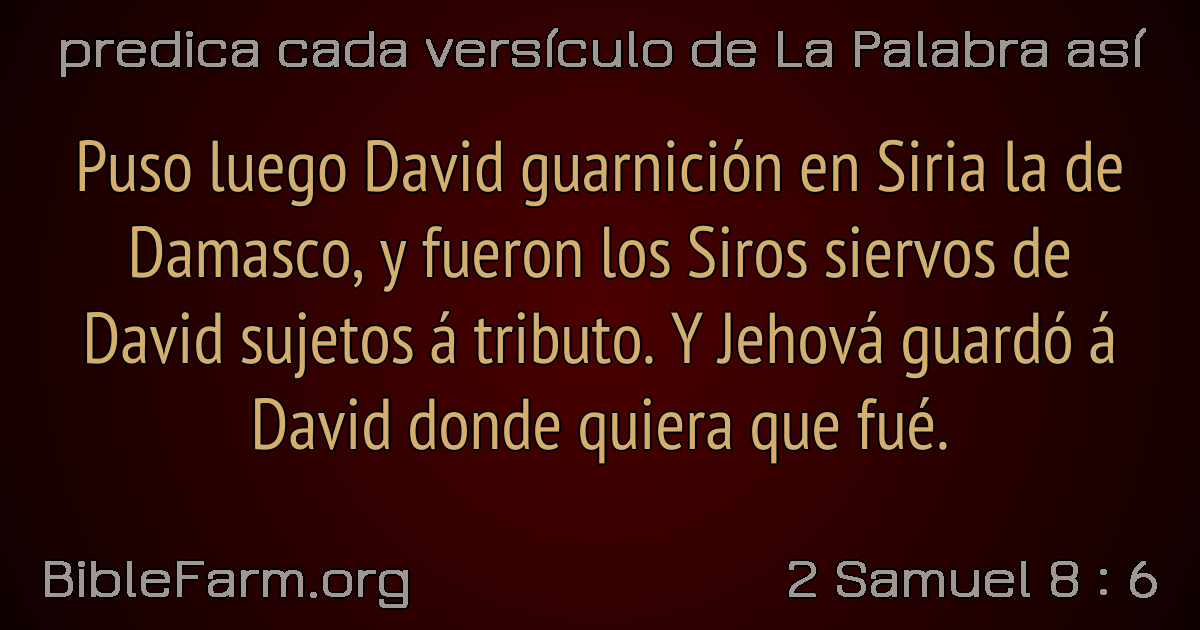 predica cada versículo de La Palabra así
Puso luego David guarnición en Siria la de
Damasco, y fueron los Siros siervos de
David sujetos á tributo. Y Jehová guardó á
David donde quiera que fué.
BibleFarm.org
2 Samuel 8 : 6